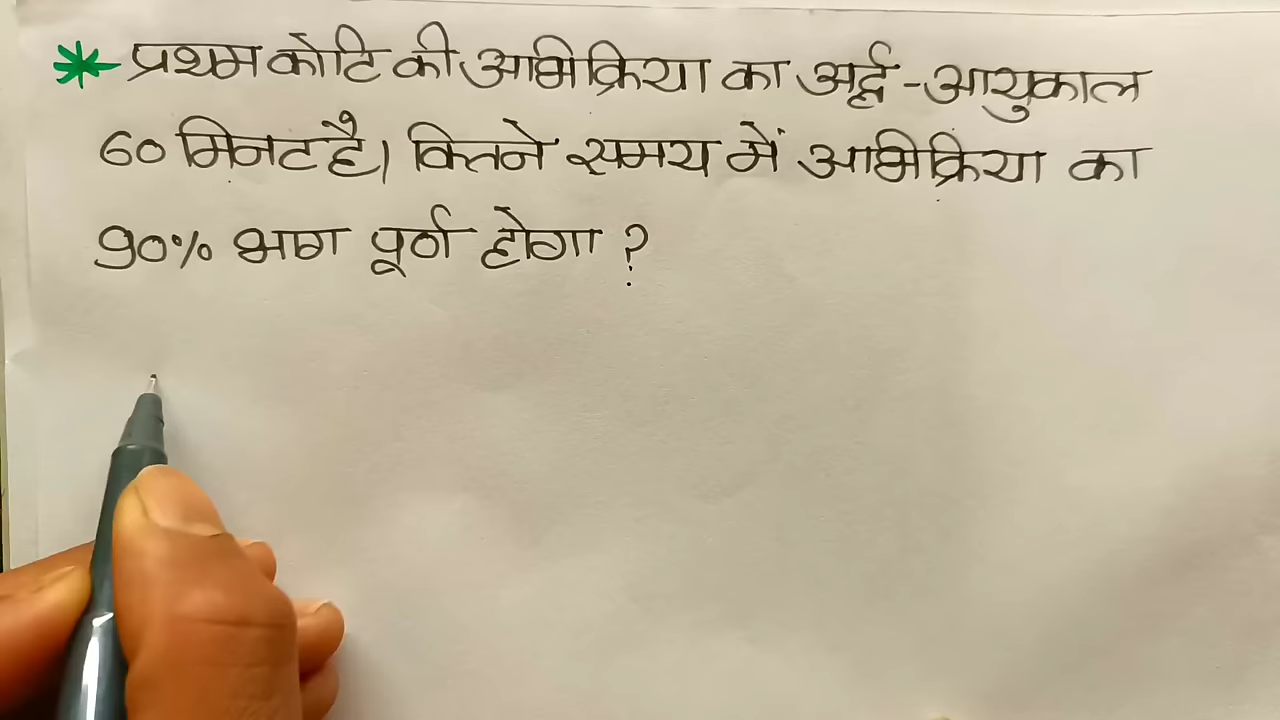 * प्रथम कोटि की अभिक्रिया का अर्द्ध-आयुकाल
60 मिनट है। कितने समय में अभिक्रिया का
90% भाग पूर्ण होगा ?